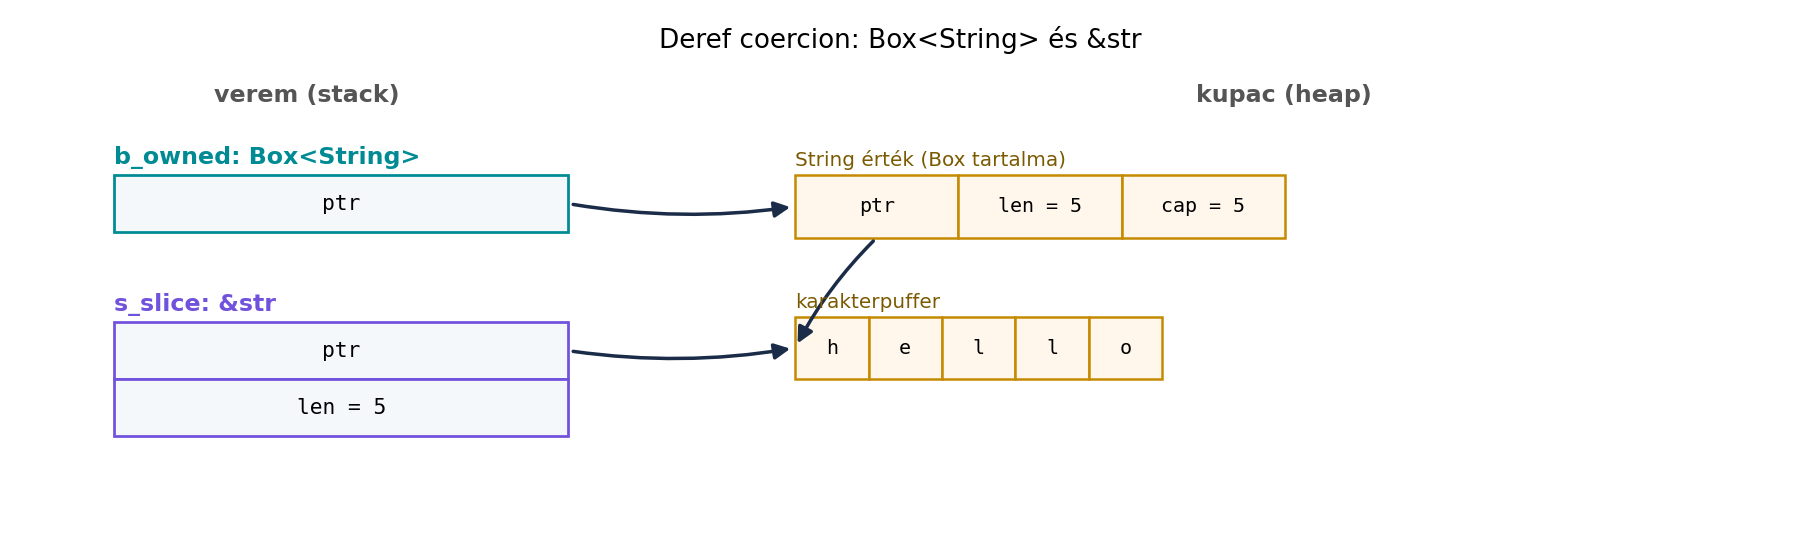 Deref coercion: Box<String> és &str
verem (stack)
kupac (heap)
b_owned: Box<String>
ptr
String érték (Box tartalma)
ptr
len = 5
cap = 5
s_slice: &str
ptr
len = 5
karakterpuffer
h
e
l
l
o